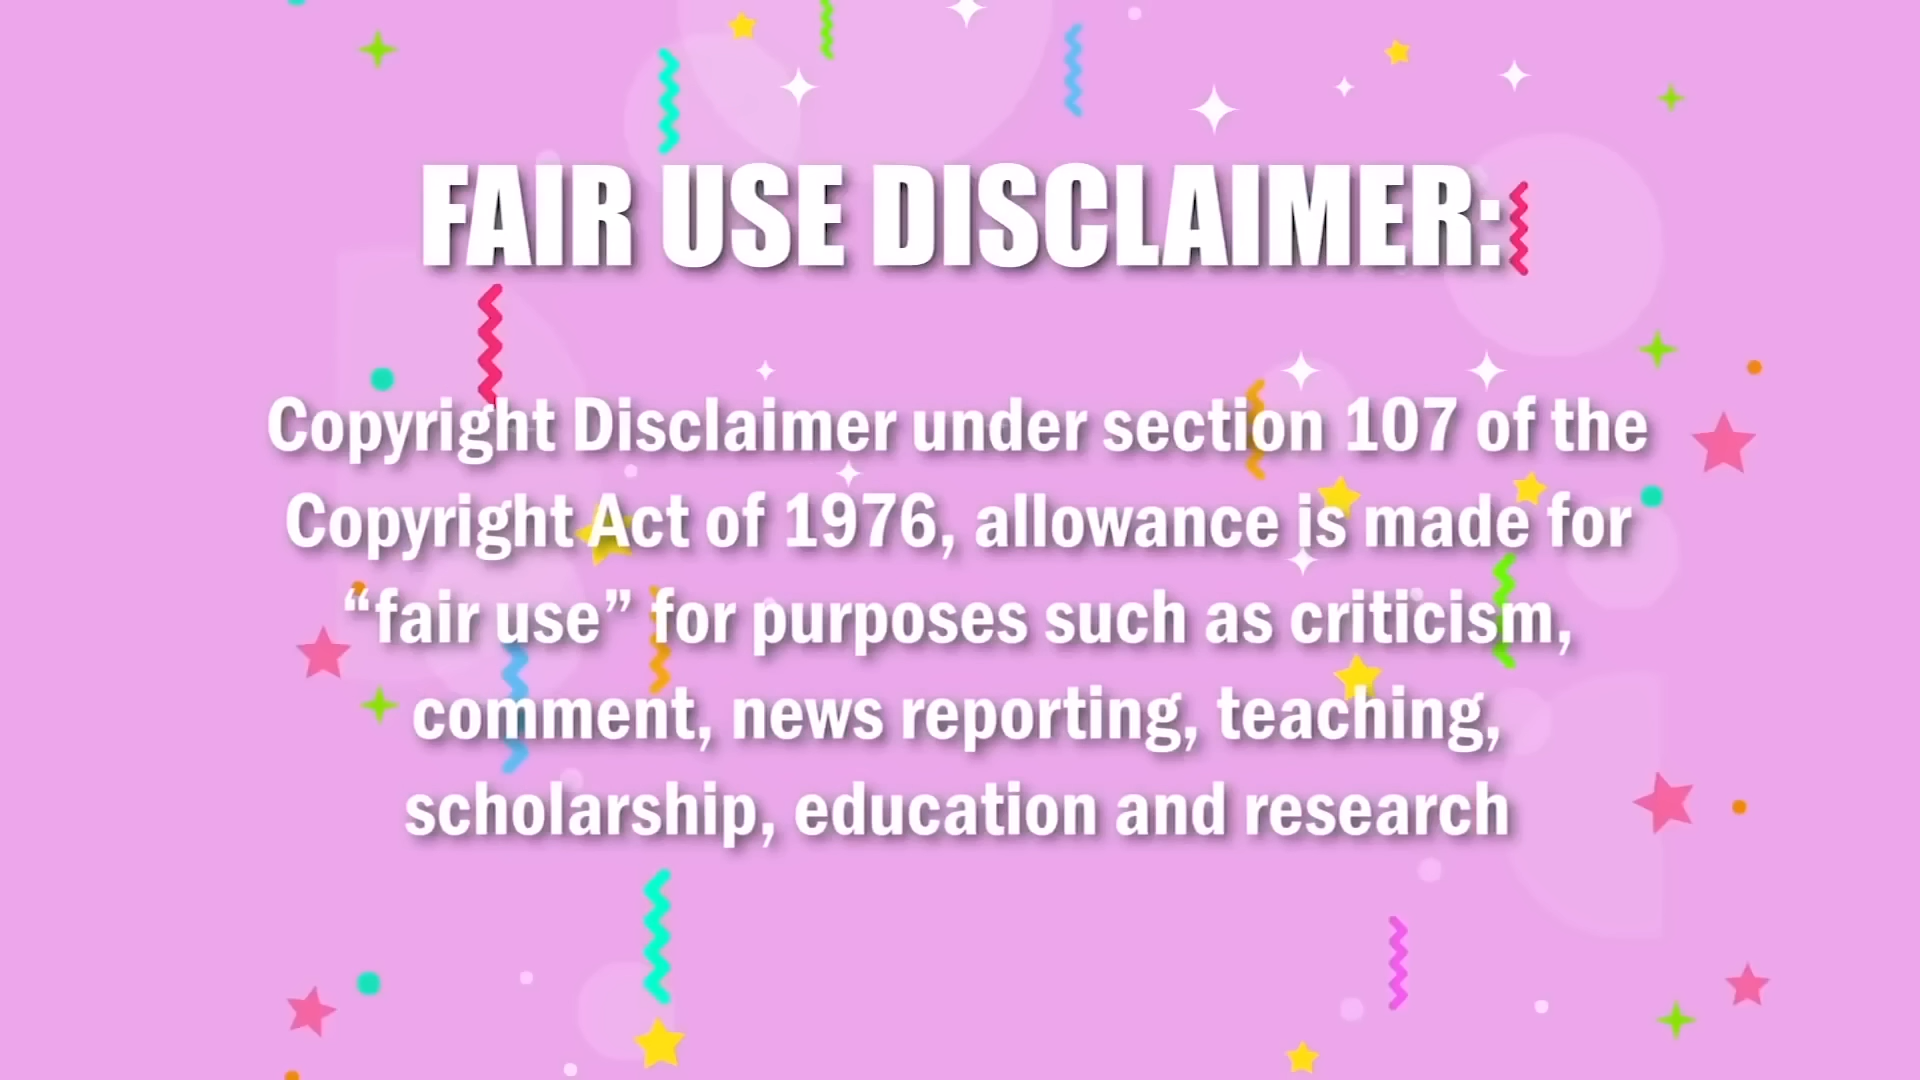 FAIR USE DISCLAIMER:
Copyright Disclaimer under section 107 of the
Copyright Act of 1976, allowance is made for
“fair use” for purposes such as criticism,
comment, news reporting, teaching,
scholarship, education and research